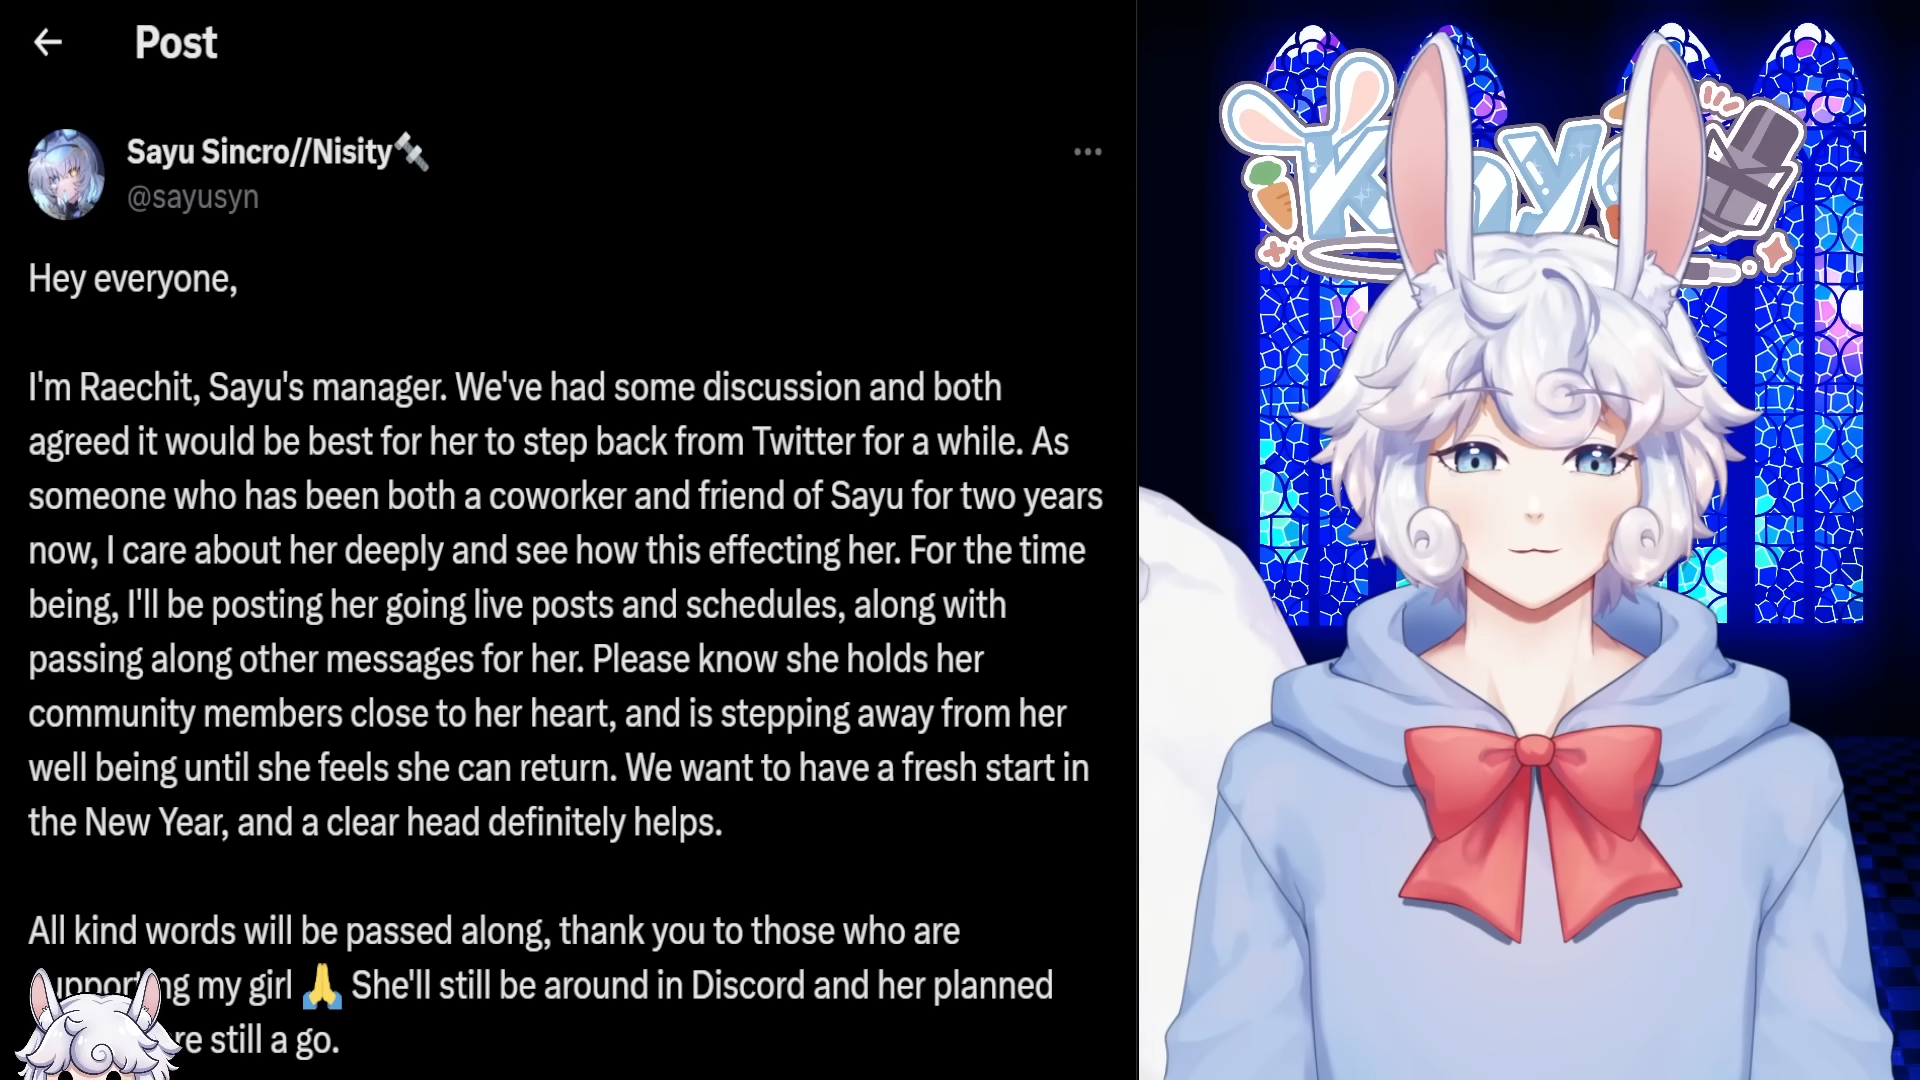 Post
Sayu Sincro//Nisity
@sayusyn
Hey everyone,
I'm Raechit, Sayu's manager. We've had some discussion and both
agreed it would be best for her to step back from Twitter for a while. As
someone who has been both a coworker and friend of Sayu for two years
now, I care about her deeply and see how this effecting her. For the time
being, I'll be posting her going live posts and schedules, along with
passing along other messages for her. Please know she holds her
community members close to her heart, and is stepping away from her
well being until she feels she can return. We want to have a fresh start in
the New Year, and a clear head definitely helps.
All kind words will be passed along, thank you to those who are
my girl 🙏 She'll still be around in Discord and her planned
still a go.